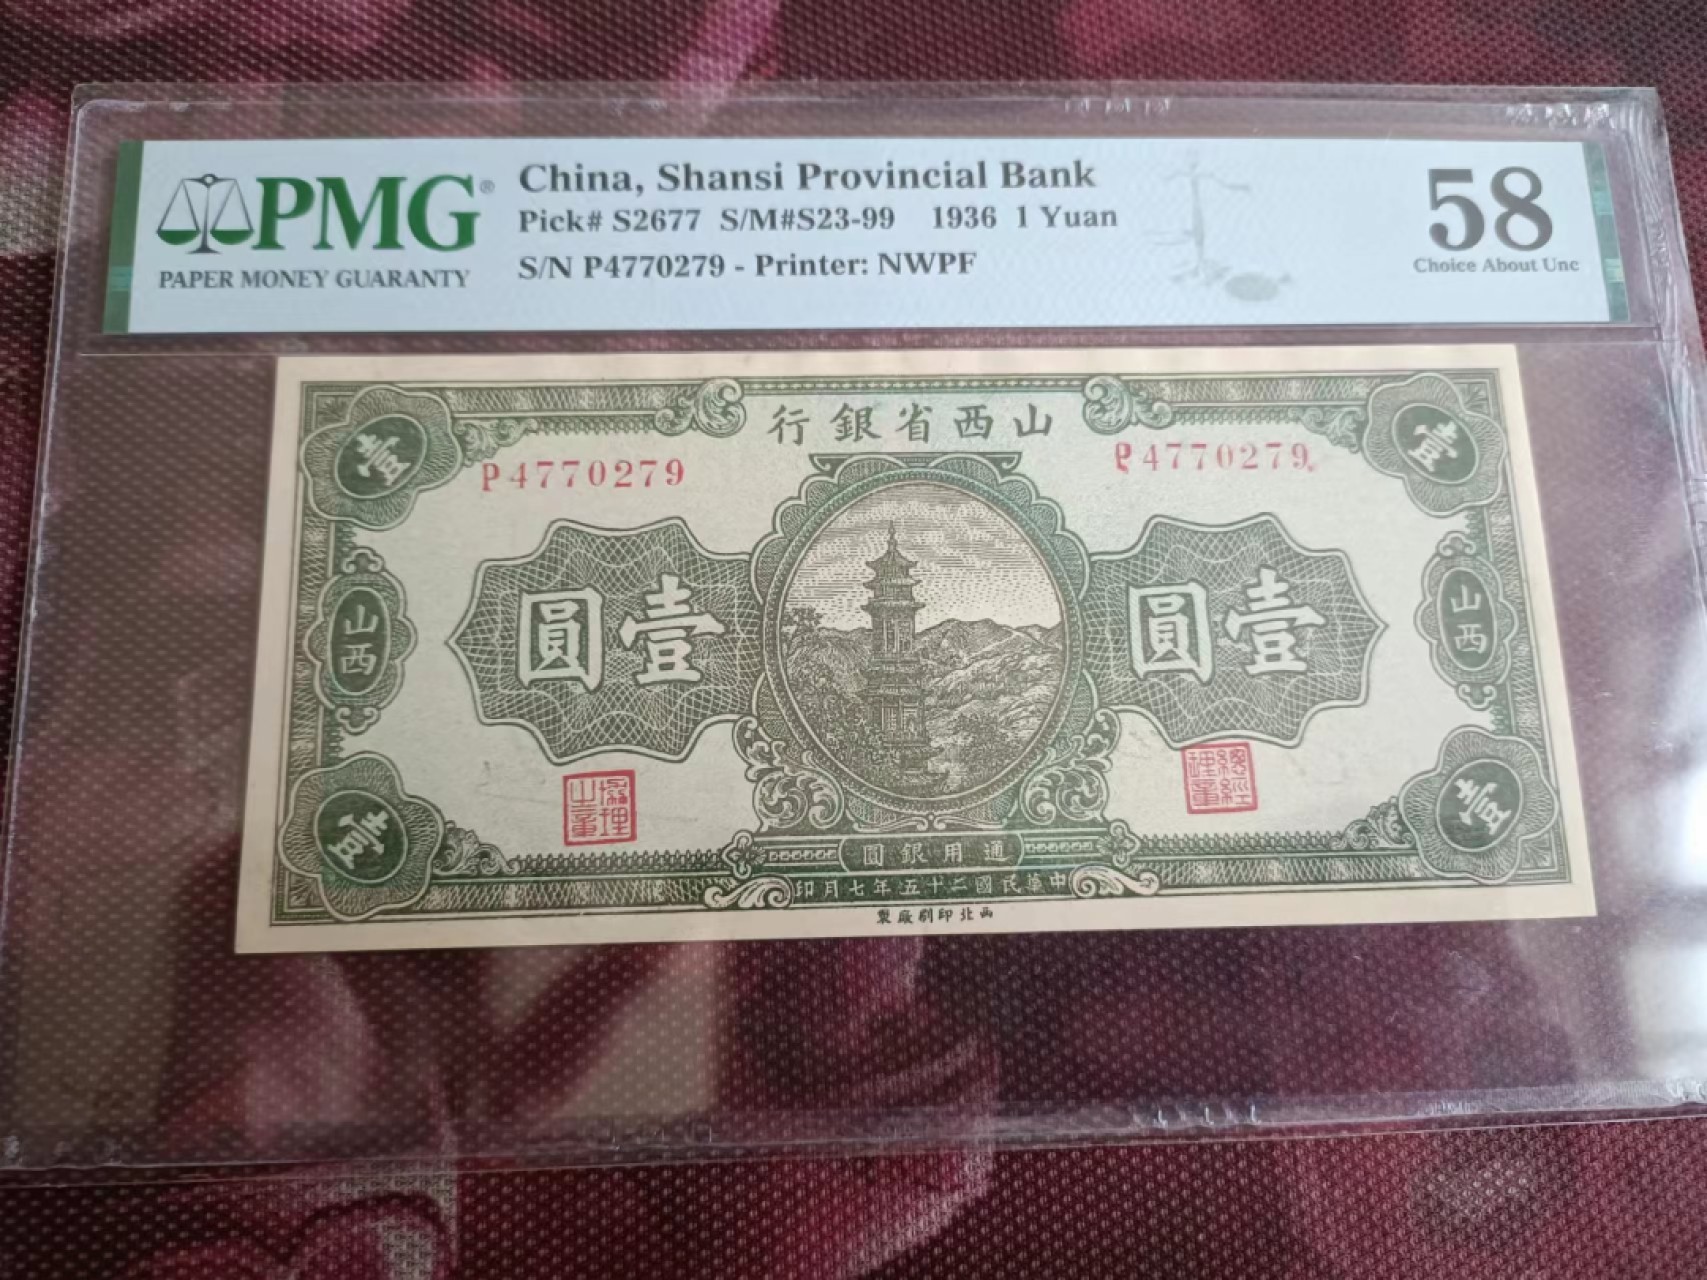 PMG®
PAPER MONEY GUARANTY
China, Shansi Provincial Bank
Pick# S2677 S/M#S23-99 1936 1 Yuan
S/N P4770279 - Printer: NWPF
58
Choice About Unc
行銀省西山
壹
P4770279
P4770279
壹
山西
圓壹
圓壹
山西
協理之章
總經理章
壹
圓銀用通
壹
印月七年五十二國民華中
製廠刷印北西